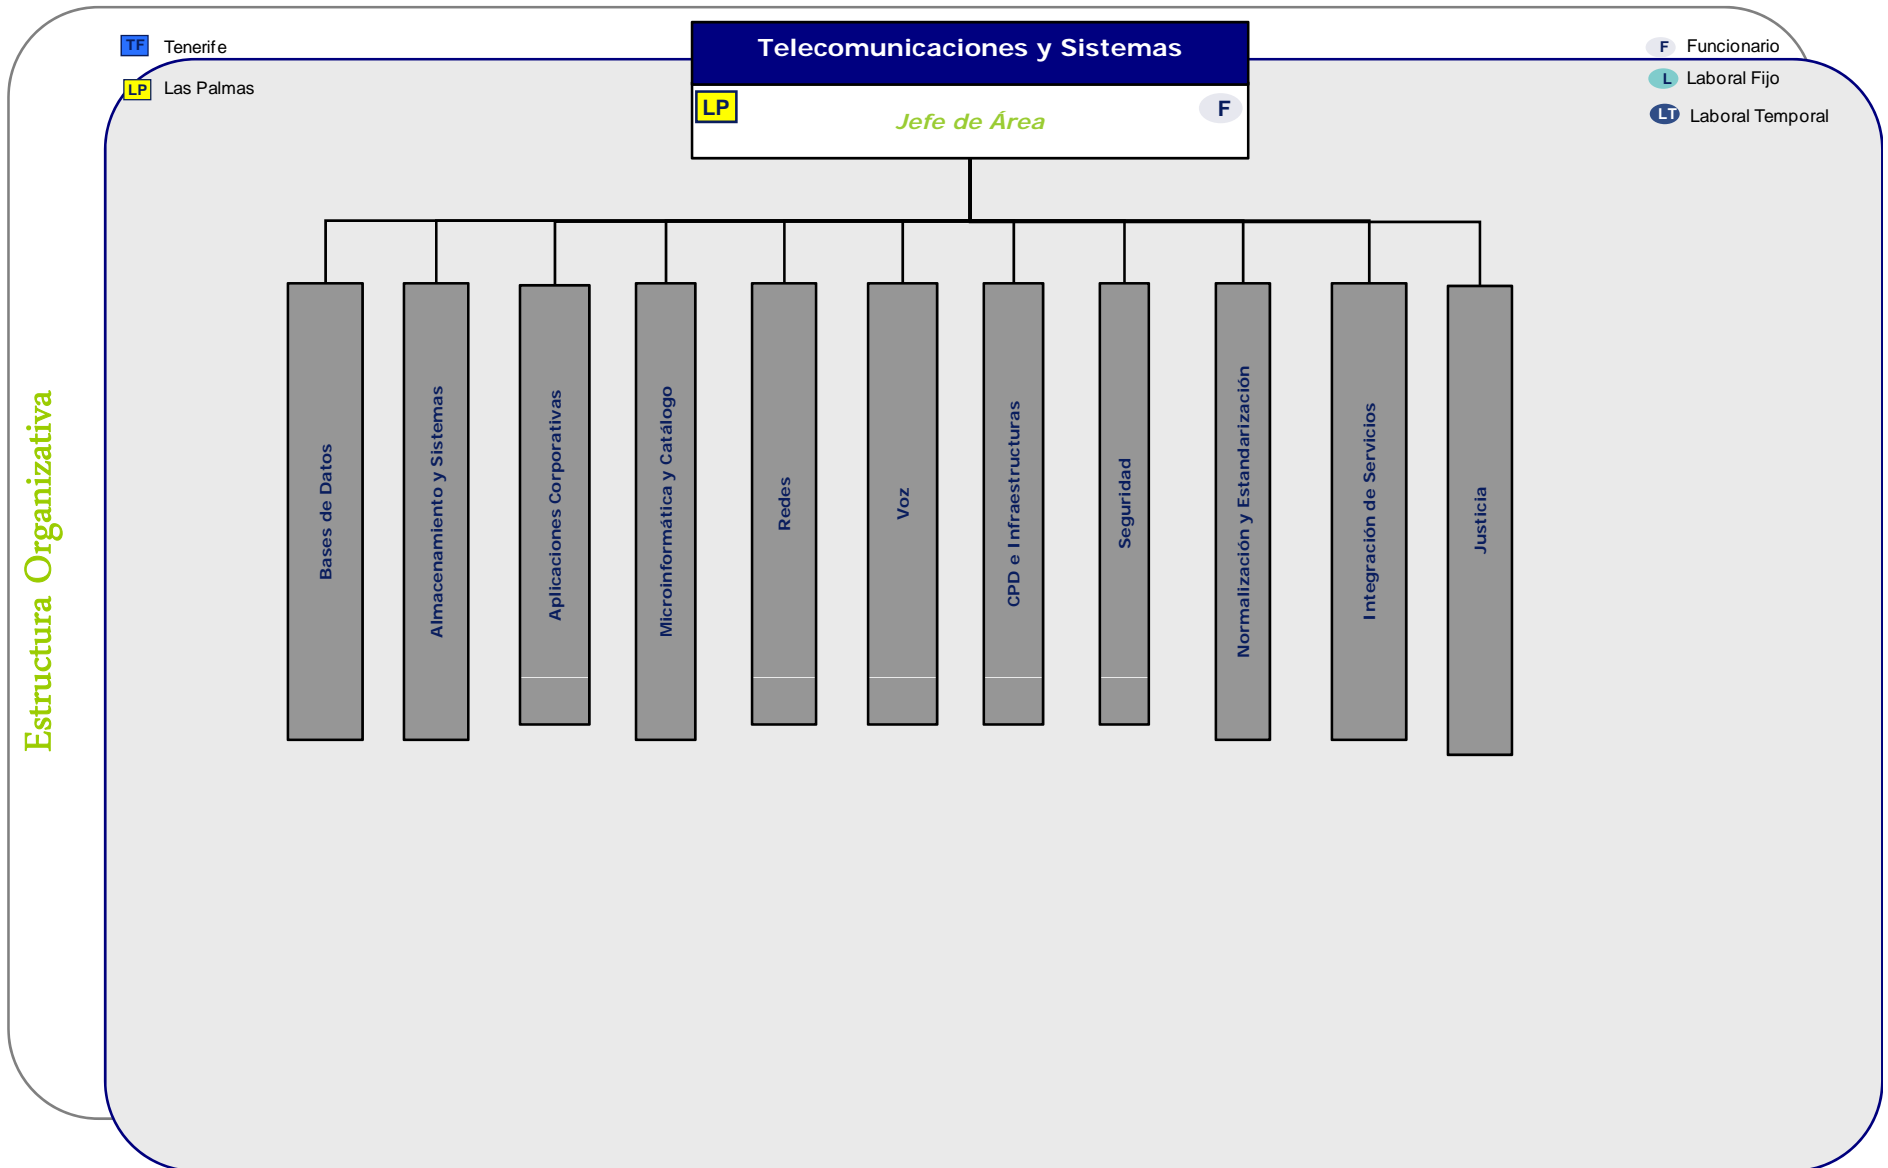 TF Tenerife
LP Las Palmas
Telecomunicaciones y Sistemas
LP Jefe de Área F
F Funcionario
L Laboral Fijo
LT Laboral Temporal
Estructura Organizativa
Bases de Datos
Almacenamiento y Sistemas
Aplicaciones Corporativas
Microinformática y Catálogo
Redes
Voz
CPD e Infraestructuras
Seguridad
Normalización y Estandarización
Integración de Servicios
Justicia